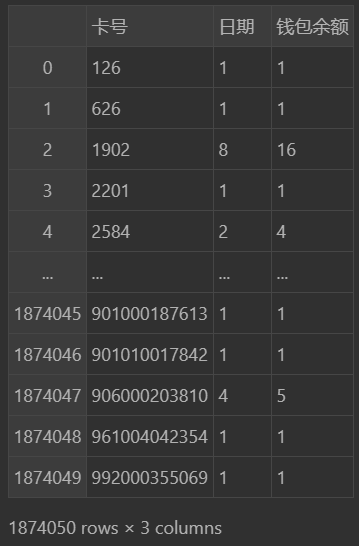 卡号 日期 钱包余额
0 126 1 1
1 626 1 1
2 1902 8 16
3 2201 1 1
4 2584 2 4
... ... ... ...
1874045 901000187613 1 1
1874046 901010017842 1 1
1874047 906000203810 4 5
1874048 961004042354 1 1
1874049 992000355069 1 1
1874050 rows × 3 columns